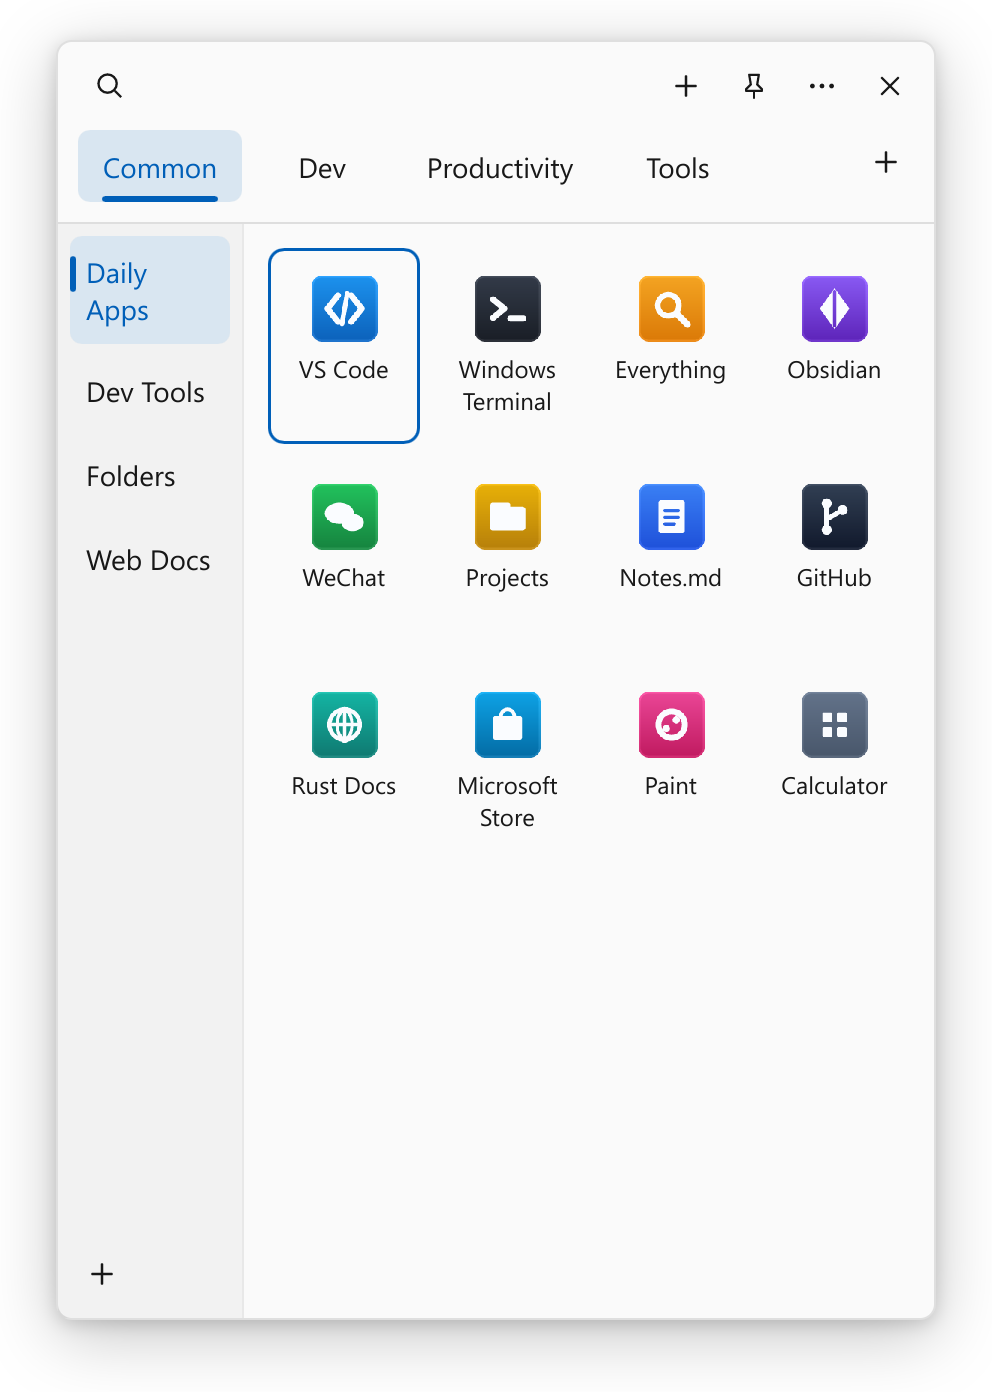 Common
Dev
Productivity
Tools
Daily
Apps
Dev Tools
Folders
Web Docs
VS Code
Windows
Terminal
Everything
Obsidian
WeChat
Projects
Notes.md
GitHub
Rust Docs
Microsoft
Store
Paint
Calculator